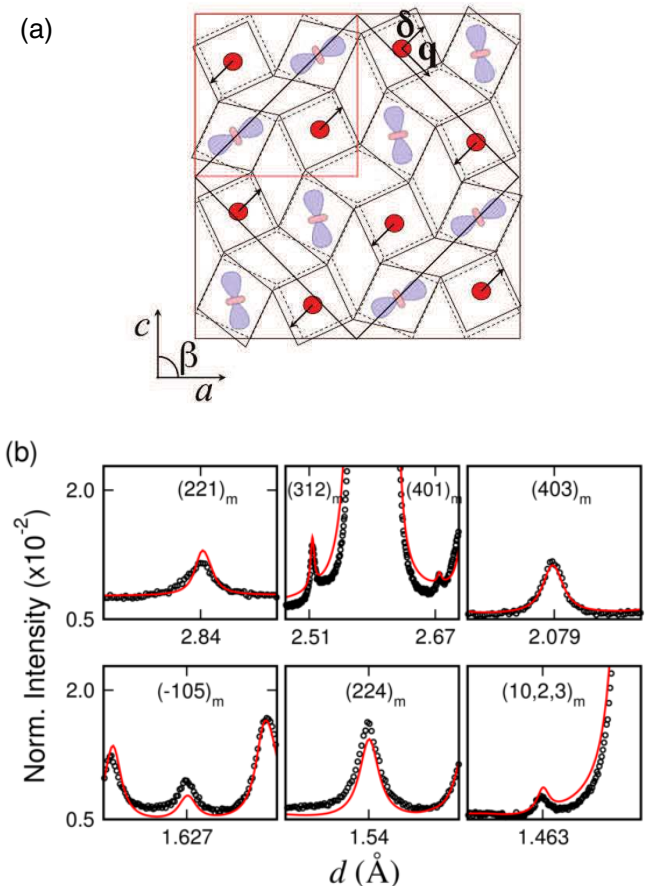 (a)
δ
q
c
β
a
(b)
Norm. Intensity (x10⁻²)
2.0
0.5
(221)ₘ
2.84
(312)ₘ
(401)ₘ
2.51
2.67
(403)ₘ
2.079
2.0
0.5
(-105)ₘ
1.627
(224)ₘ
1.54
(10,2,3)ₘ
1.463
d (Å)